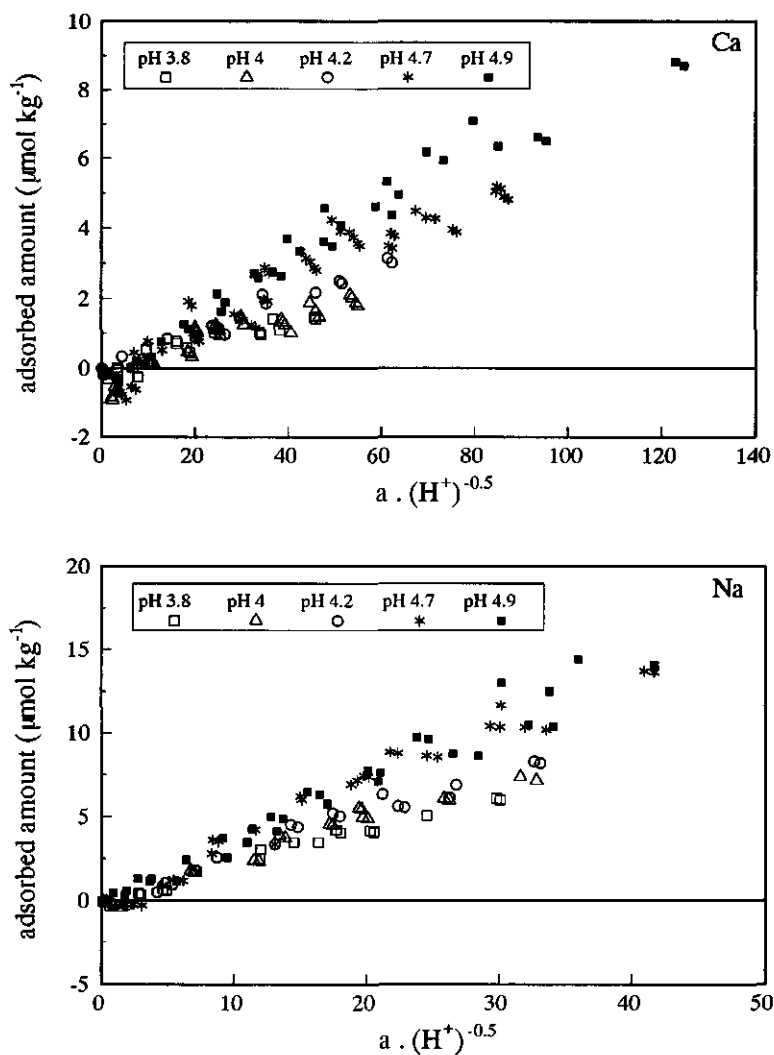 10
Ca
pH 3.8 pH 4 pH 4.2 pH 4.7 pH 4.9
8
6
4
2
0
-2
adsorbed amount (µmol kg⁻¹)
0 20 40 60 80 100 120 140
a . (H⁺)⁻⁰·⁵
20
Na
pH 3.8 pH 4 pH 4.2 pH 4.7 pH 4.9
15
10
5
0
-5
adsorbed amount (µmol kg⁻¹)
0 10 20 30 40 50
a . (H⁺)⁻⁰·⁵